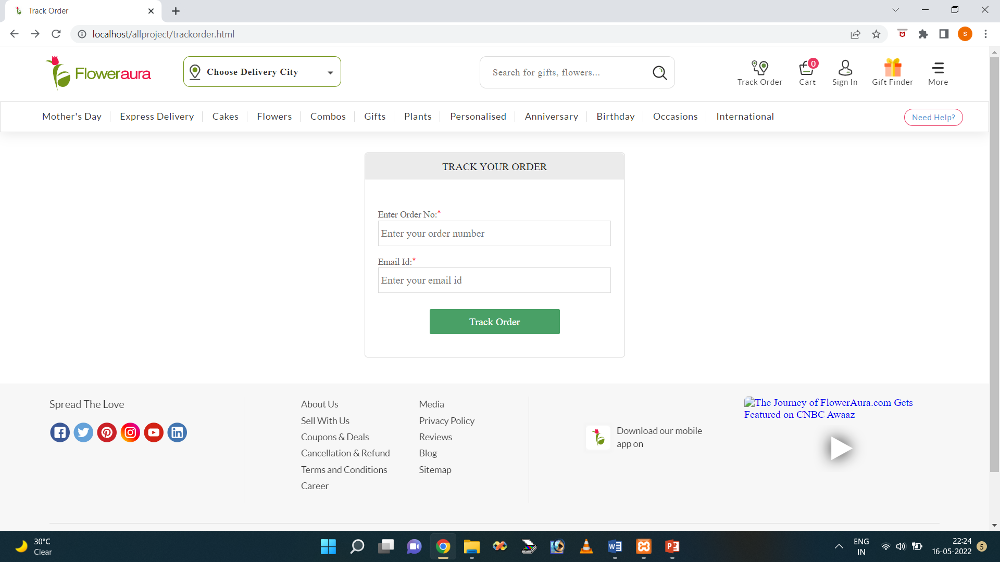 Track Order
localhost/allproject/trackorder.html
S
Floweraura
Choose Delivery City
Search for gifts, flowers...
Track Order
0
Cart
Sign In
Gift Finder
More
Mother's Day
Express Delivery
Cakes
Flowers
Combos
Gifts
Plants
Personalised
Anniversary
Birthday
Occasions
International
Need Help?
TRACK YOUR ORDER
Enter Order No:*
Enter your order number
Email Id:*
Enter your email id
Track Order
Spread The Love
About Us
Sell With Us
Coupons & Deals
Cancellation & Refund
Terms and Conditions
Career
Media
Privacy Policy
Reviews
Blog
Sitemap
Download our mobile
app on
The Journey of FlowerAura.com Gets
Featured on CNBC Awaaz
30°C
Clear
ENG
IN
22:24
16-05-2022
5